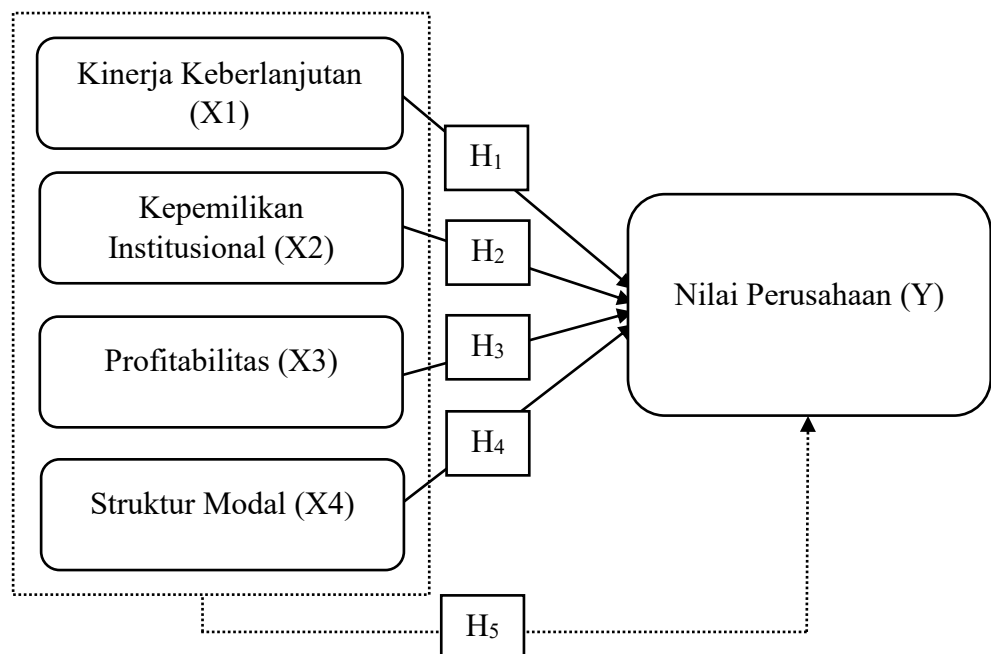 Kinerja Keberlanjutan
(X1)
H₁
Kepemilikan
Institusional (X2)
H₂
Nilai Perusahaan (Y)
Profitabilitas (X3)
H₃
H₄
Struktur Modal (X4)
H₅